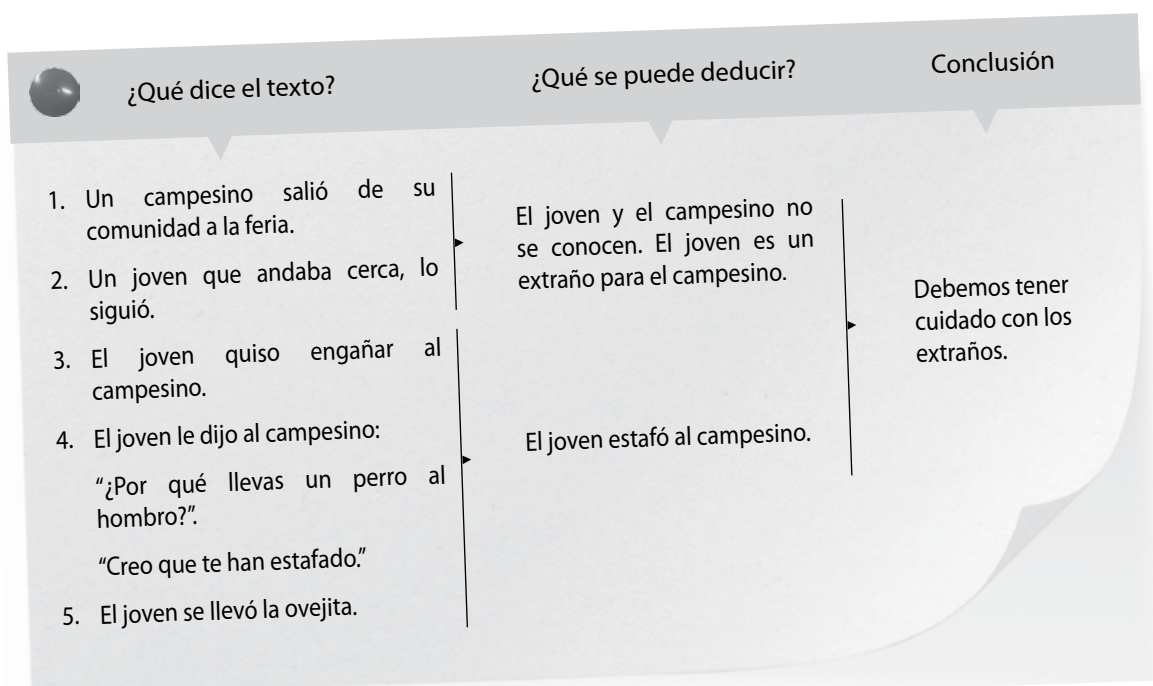 ¿Qué dice el texto?
¿Qué se puede deducir?
Conclusión
1. Un campesino salió de su
comunidad a la feria.
2. Un joven que andaba cerca, lo
siguió.
3. El joven quiso engañar al
campesino.
4. El joven le dijo al campesino:
“¿Por qué llevas un perro al
hombro?”.
“Creo que te han estafado.”
5. El joven se llevó la ovejita.
El joven y el campesino no
se conocen. El joven es un
extraño para el campesino.
El joven estafó al campesino.
Debemos tener
cuidado con los
extraños.